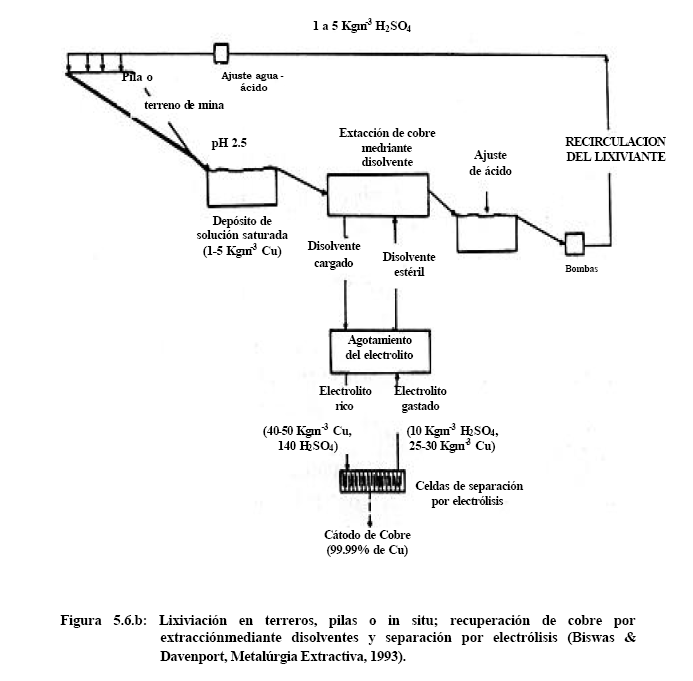 1 a 5 Kgm³ H₂SO₄
Pila o
terreno de mina
Ajuste agua -
ácido
pH 2.5
Extacción de cobre
medriante
disolvente
Ajuste
de ácido
RECIRCULACION
DEL LIXIVIANTE
Depósito de
solución saturada
(1-5 Kgm³ Cu)
Disolvente
cargado
Disolvente
estéril
Bombas
Agotamiento
del electrolito
Electrolito
rico
Electrolito
gastado
(40-50 Kgm⁻³ Cu,
140 H₂SO₄)
(10 Kgm⁻³ H₂SO₄,
25-30 Kgm³ Cu)
Celdas de separación
por electrólisis
Cátodo de Cobre
(99.99% de Cu)
Figura 5.6.b: Lixiviación en terreros, pilas o in situ; recuperación de cobre por
extracciónmediante disolventes y separación por electrólisis (Biswas &
Davenport, Metalúrgia Extractiva, 1993).